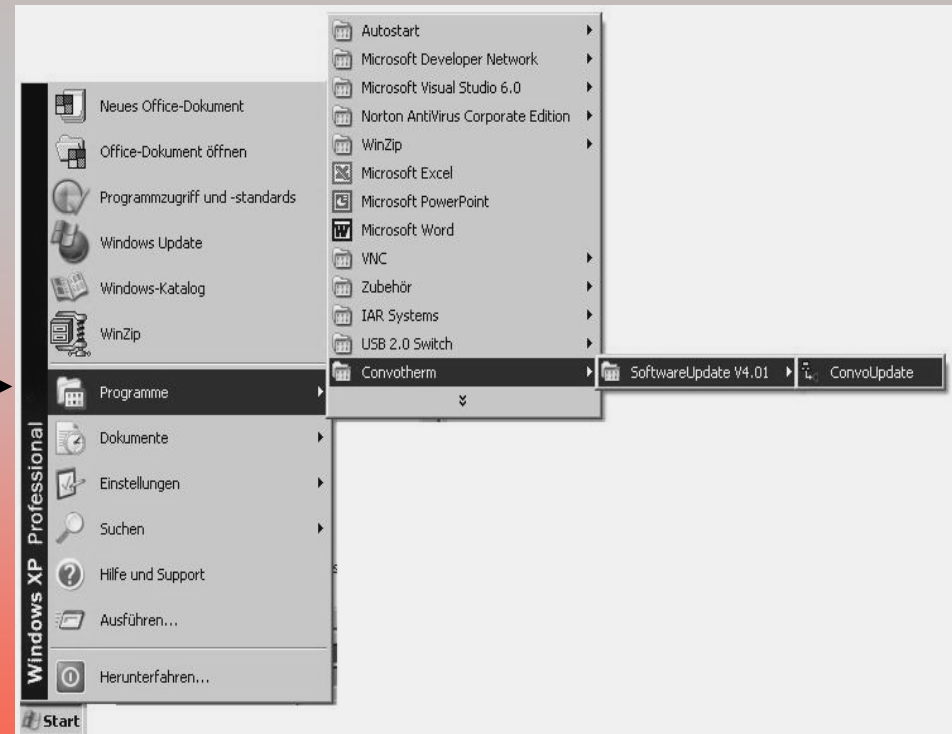 Autostart
Microsoft Developer Network
Microsoft Visual Studio 6.0
Norton AntiVirus Corporate Edition
WinZip
Microsoft Excel
Microsoft PowerPoint
Microsoft Word
VNC
Zubehör
IAR Systems
USB 2.0 Switch
Convotherm
SoftwareUpdate V4.01
ConvoUpdate
Neues Office-Dokument
Office-Dokument öffnen
Programmzugriff und -standards
Windows Update
Windows-Katalog
WinZip
Programme
Dokumente
Einstellungen
Suchen
Hilfe und Support
Ausführen...
Herunterfahren...
Windows XP Professional
Start